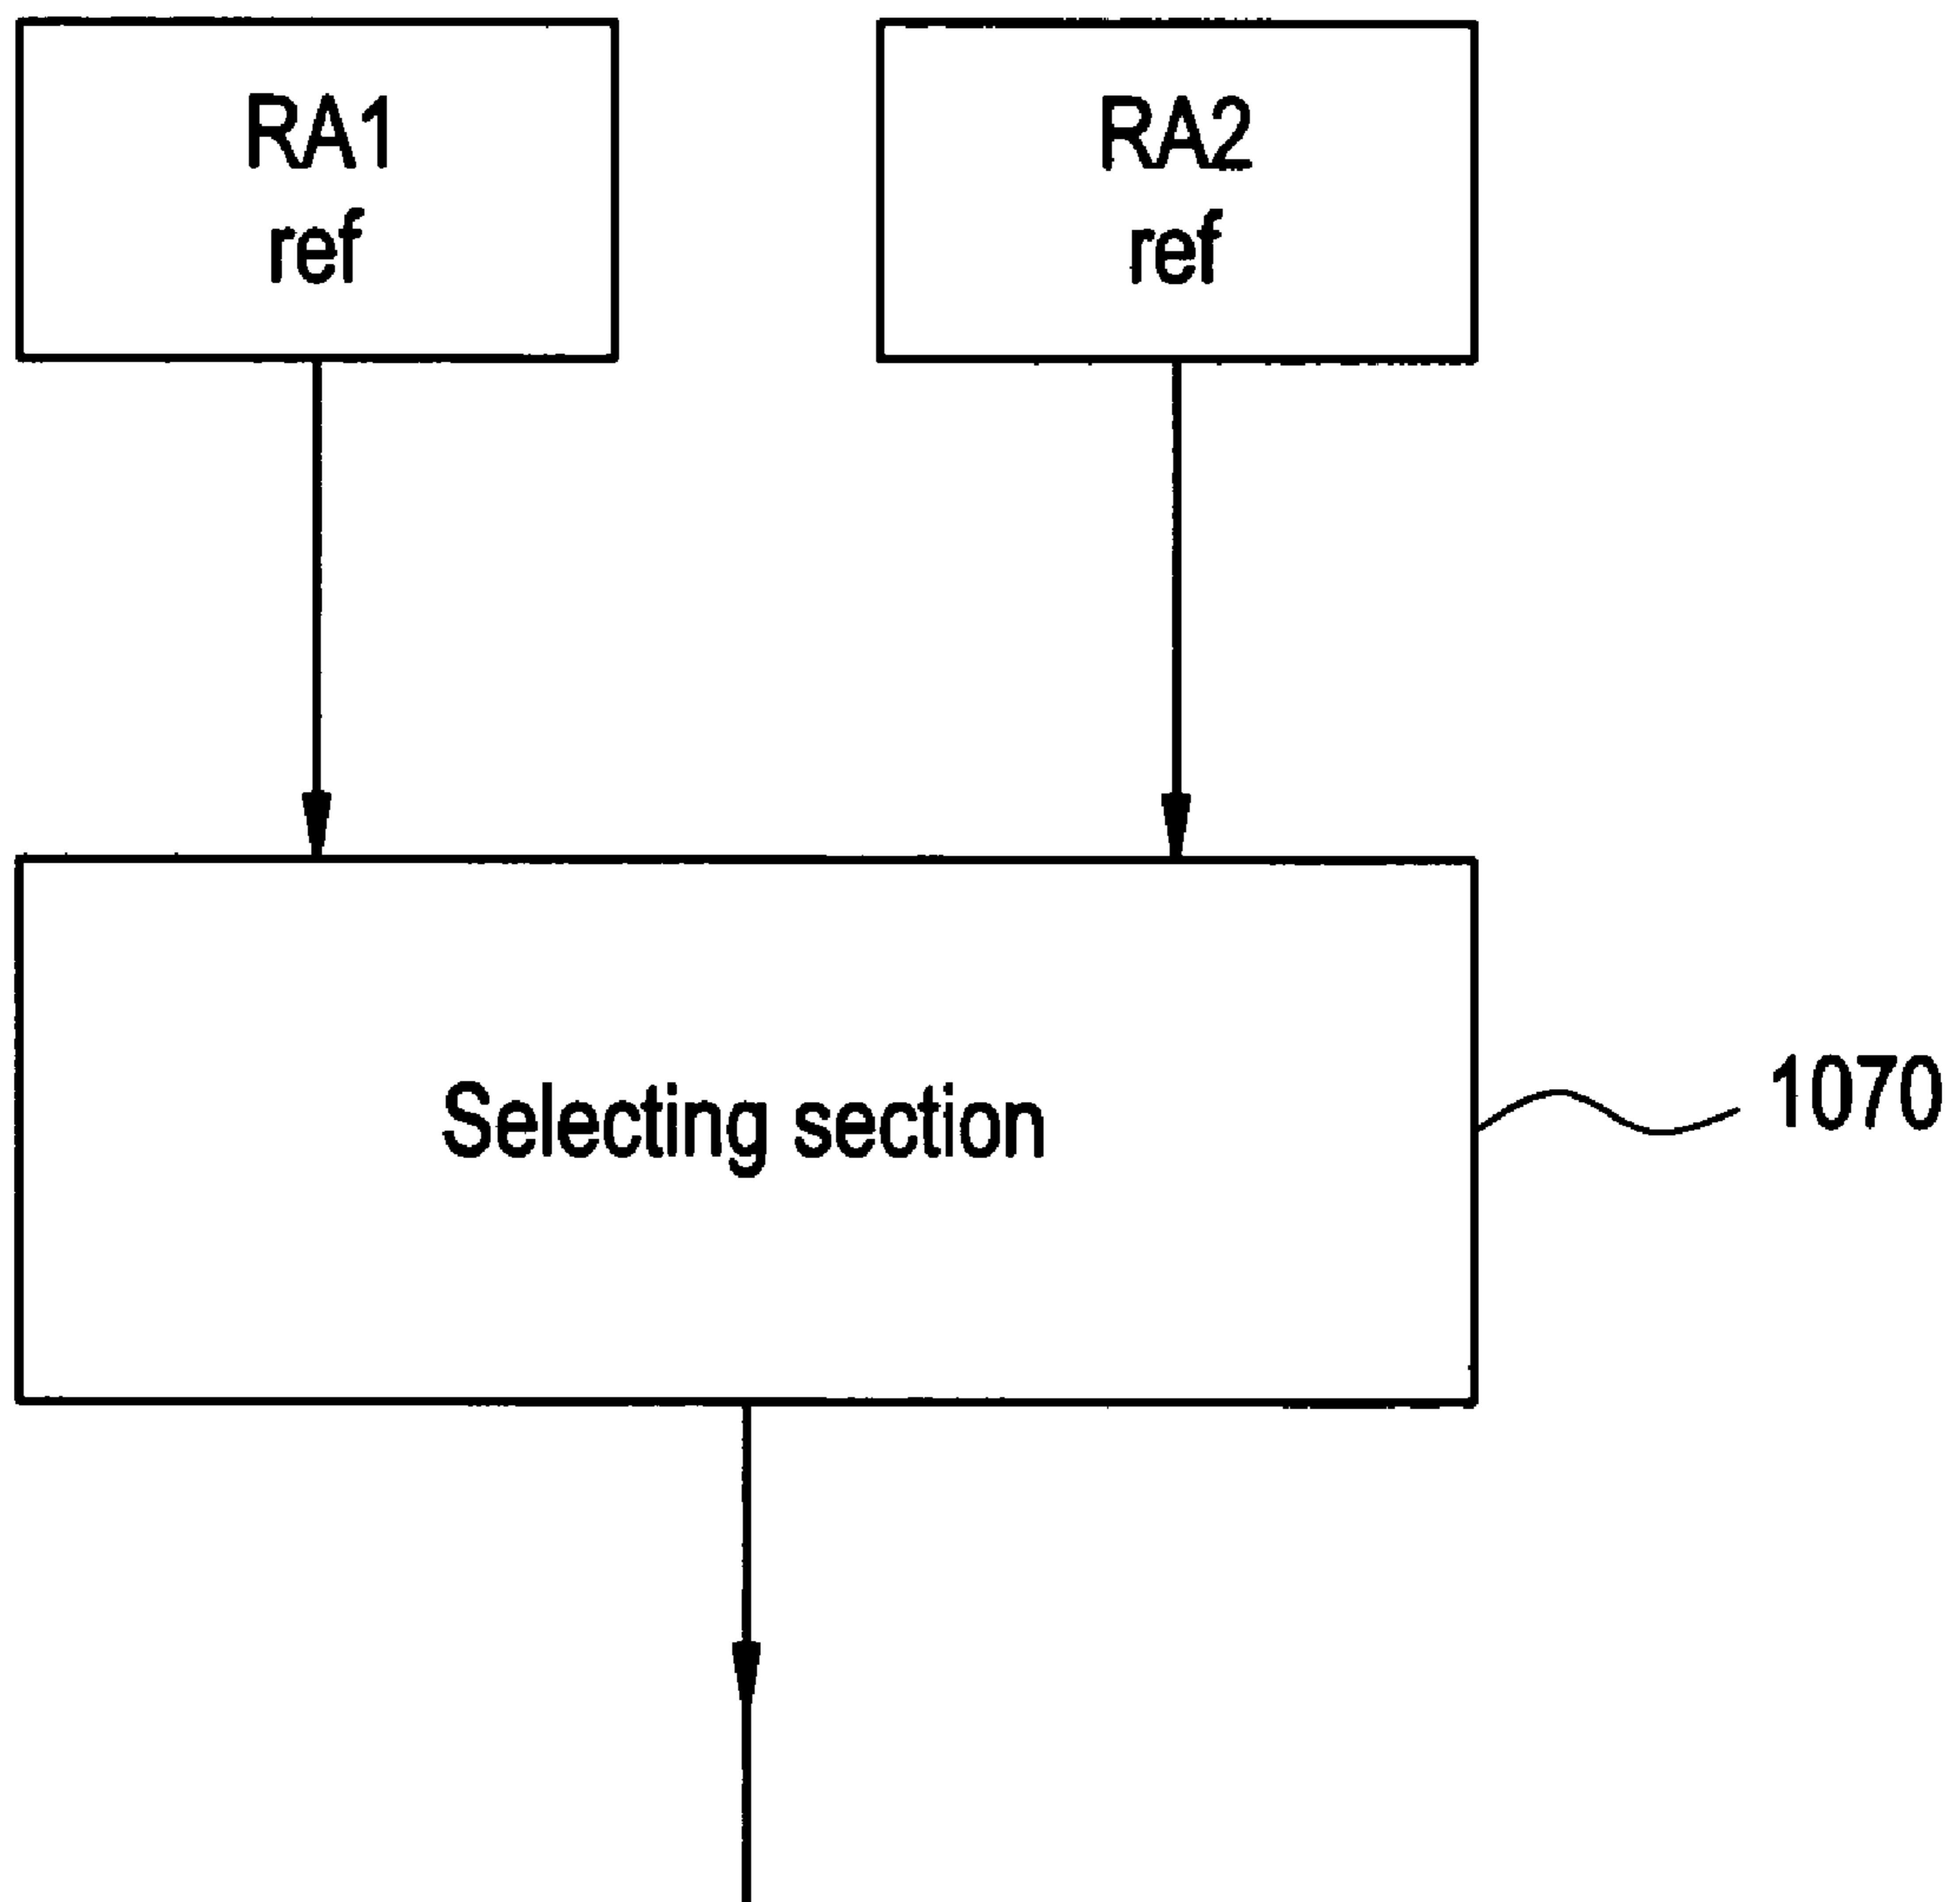 RA1
ref
RA2
ref
Selecting section
1070